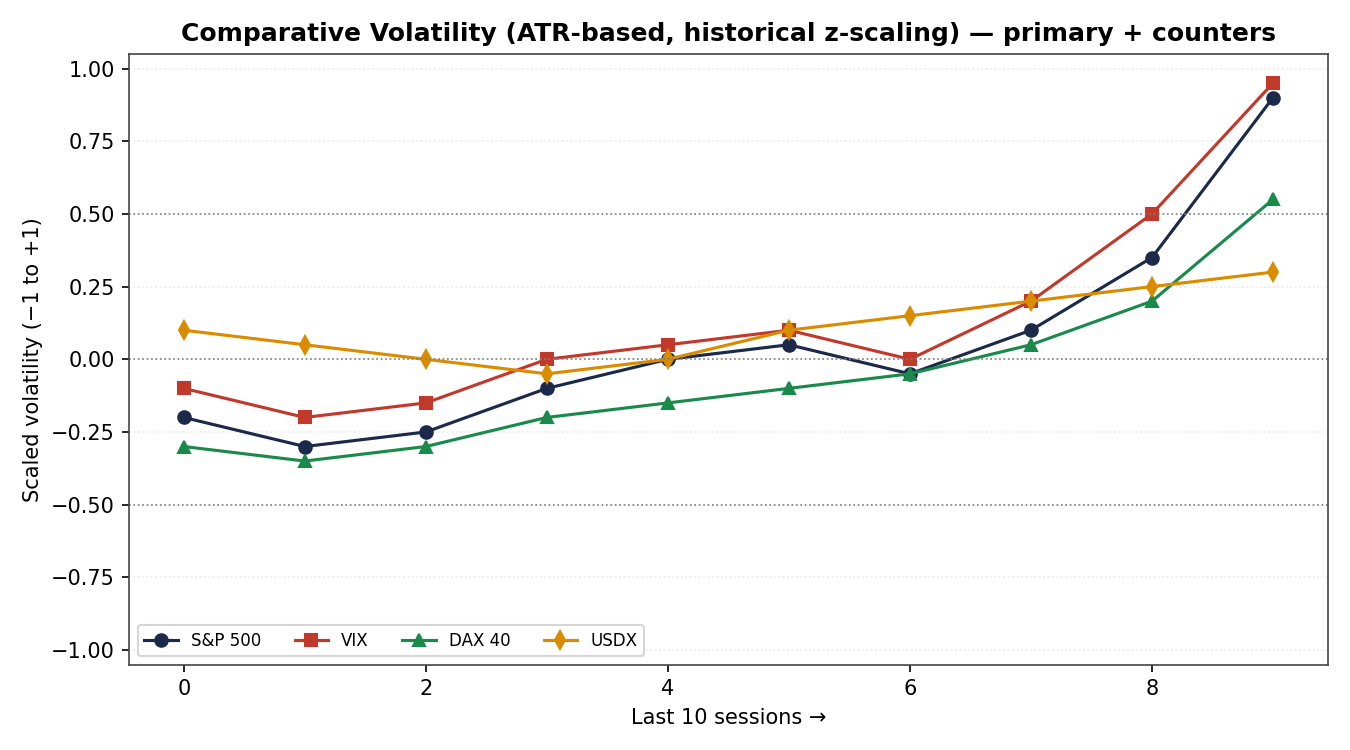 Comparative Volatility (ATR-based, historical z-scaling) — primary + counters
Scaled volatility (−1 to +1)
1.00
0.75
0.50
0.25
0.00
−0.25
−0.50
−0.75
−1.00
S&P 500 VIX DAX 40 USDX
0 2 4 6 8
Last 10 sessions →